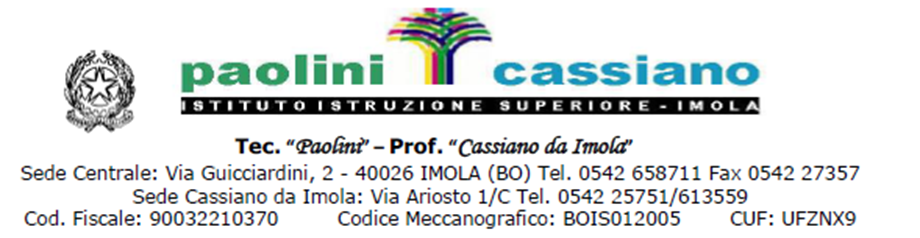 paolini cassiano
ISTITUTO ISTRUZIONE SUPERIORE - IMOLA
Tec. “Paolini” – Prof. “Cassiano da Imola”
Sede Centrale: Via Guicciardini, 2 - 40026 IMOLA (BO) Tel. 0542 658711 Fax 0542 27357
Sede Cassiano da Imola: Via Ariosto 1/C Tel. 0542 25751/613559
Cod. Fiscale: 90032210370 Codice Meccanografico: BOIS012005 CUF: UFZNX9